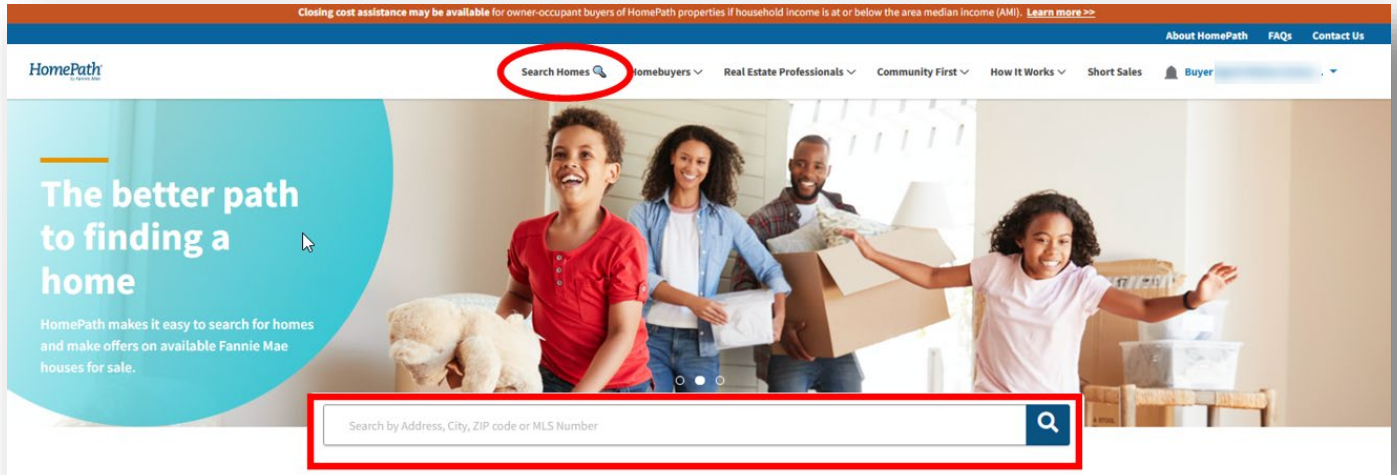 Closing cost assistance may be available for owner-occupant buyers of HomePath properties if household income is at or below the area median income (AMI). Learn more >>
About HomePath FAQs Contact Us
HomePath
by Fannie Mae
Search Homes Homebuyers Real Estate Professionals Community First How It Works Short Sales Buyer
The better path
to finding a
home
HomePath makes it easy to search for homes
and make offers on available Fannie Mae
houses for sale.
Search by Address, City, ZIP code or MLS Number